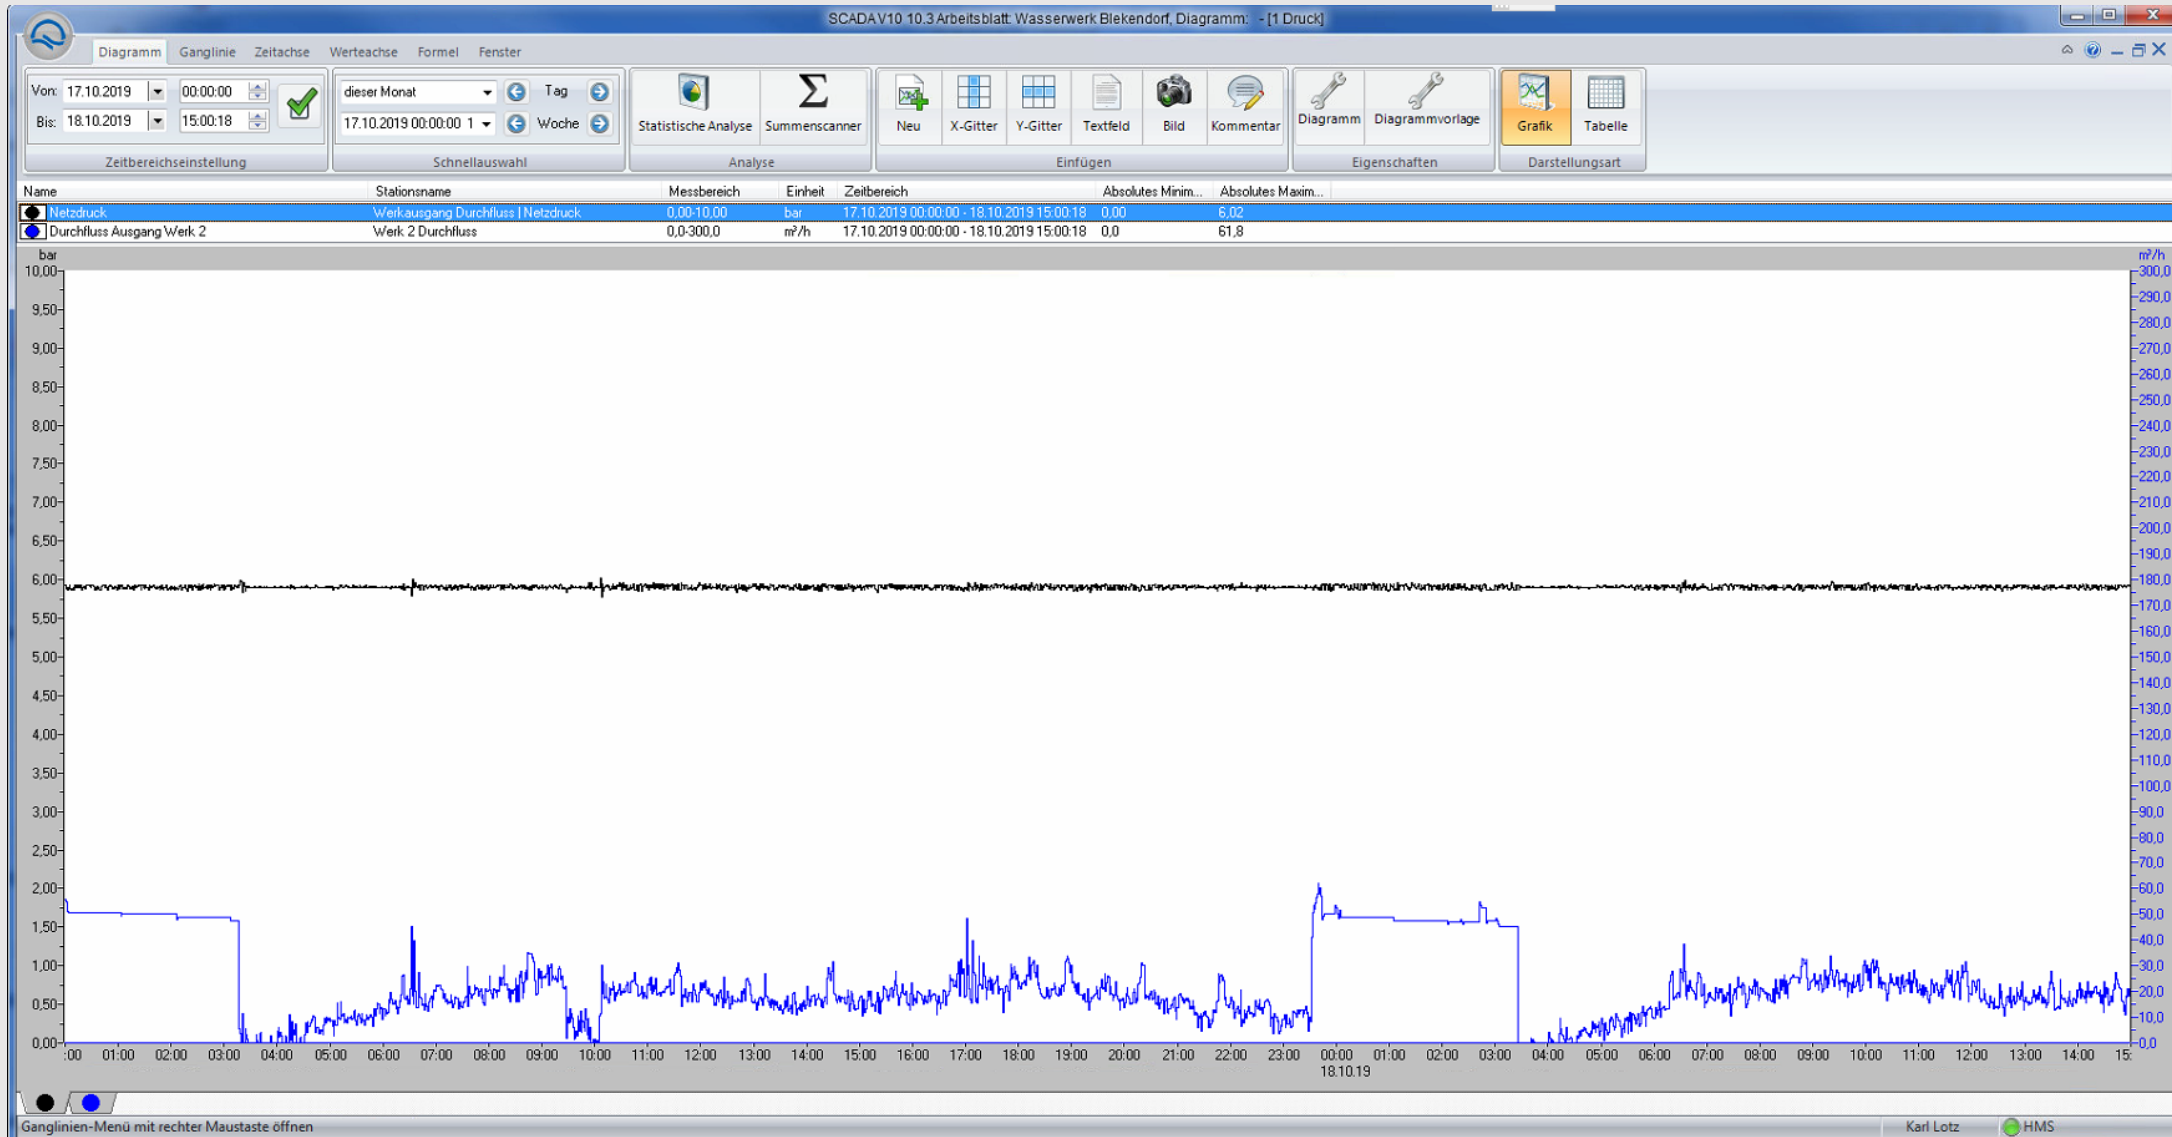 SCADA V10 10.3 Arbeitsblatt: Wasserwerk Blekendorf, Diagramm:   - [1 Druck]
Diagramm Ganglinie Zeitachse Werteachse Formel Fenster
Von: 17.10.2019 00:00:00
Bis: 18.10.2019 15:00:18
Zeitbereichseinstellung
dieser Monat Tag
17.10.2019 00:00:00 1 Woche
Schnellauswahl
Statistische Analyse Summenscanner
Analyse
Neu X-Gitter Y-Gitter Textfeld Bild Kommentar
Einfügen
Diagramm Diagrammvorlage
Eigenschaften
Grafik Tabelle
Darstellungsart
Name Stationsname Messbereich Einheit Zeitbereich Absolutes Minim... Absolutes Maxim...
Netzdruck Werkausgang Durchfluss | Netzdruck 0,00-10,00 bar 17.10.2019 00:00:00 - 18.10.2019 15:00:18 0,00 6,02
Durchfluss Ausgang Werk 2 Werk 2 Durchfluss 0,0-300,0 m³/h 17.10.2019 00:00:00 - 18.10.2019 15:00:18 0,0 61,8
bar
10,00
9,50
9,00
8,50
8,00
7,50
7,00
6,50
6,00
5,50
5,00
4,50
4,00
3,50
3,00
2,50
2,00
1,50
1,00
0,50
0,00
m³/h
300,0
290,0
280,0
270,0
260,0
250,0
240,0
230,0
220,0
210,0
200,0
190,0
180,0
170,0
160,0
150,0
140,0
130,0
120,0
110,0
100,0
90,0
80,0
70,0
60,0
50,0
40,0
30,0
20,0
10,0
0,0
:00 01:00 02:00 03:00 04:00 05:00 06:00 07:00 08:00 09:00 10:00 11:00 12:00 13:00 14:00 15:00 16:00 17:00 18:00 19:00 20:00 21:00 22:00 23:00 00:00 01:00 02:00 03:00 04:00 05:00 06:00 07:00 08:00 09:00 10:00 11:00 12:00 13:00 14:00 15:
18.10.19
Ganglinien-Menü mit rechter Maustaste öffnen
Karl Lotz HMS